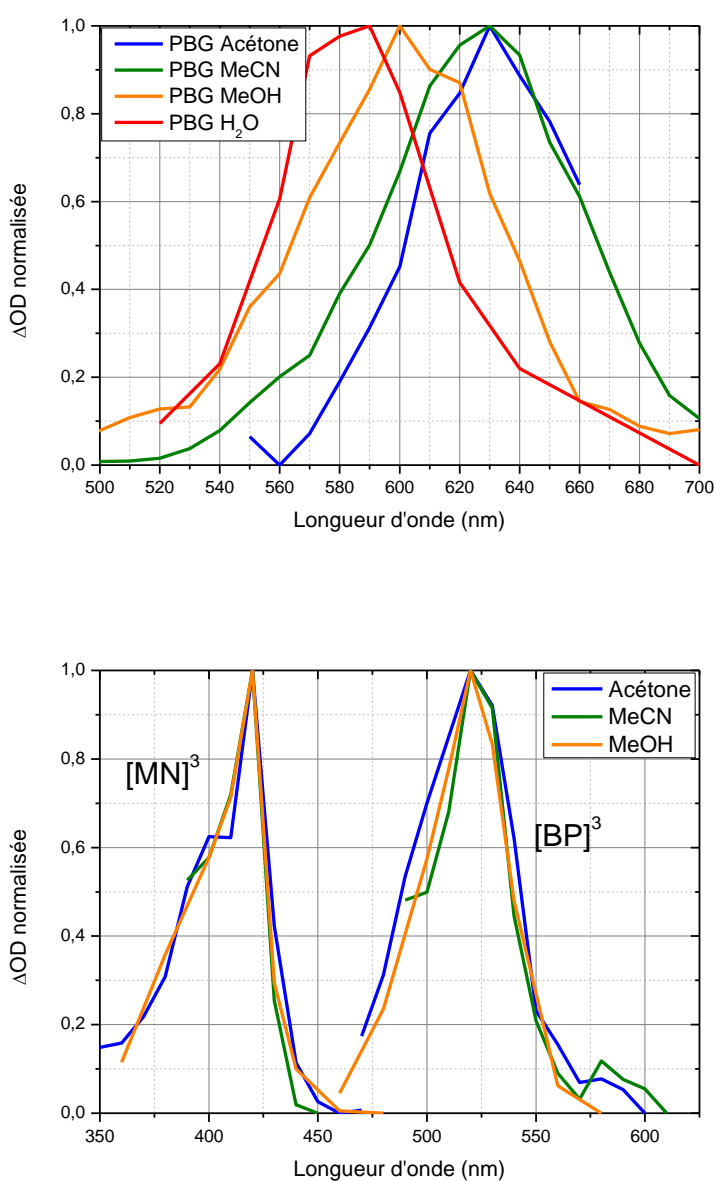 1,0
0,8
0,6
0,4
0,2
0,0
ΔOD normalisée
PBG Acétone
PBG MeCN
PBG MeOH
PBG H₂O
500 520 540 560 580 600 620 640 660 680 700
Longueur d'onde (nm)
1,0
0,8
0,6
0,4
0,2
0,0
ΔOD normalisée
Acétone
MeCN
MeOH
[MN]³
[BP]³
350 400 450 500 550 600
Longueur d'onde (nm)